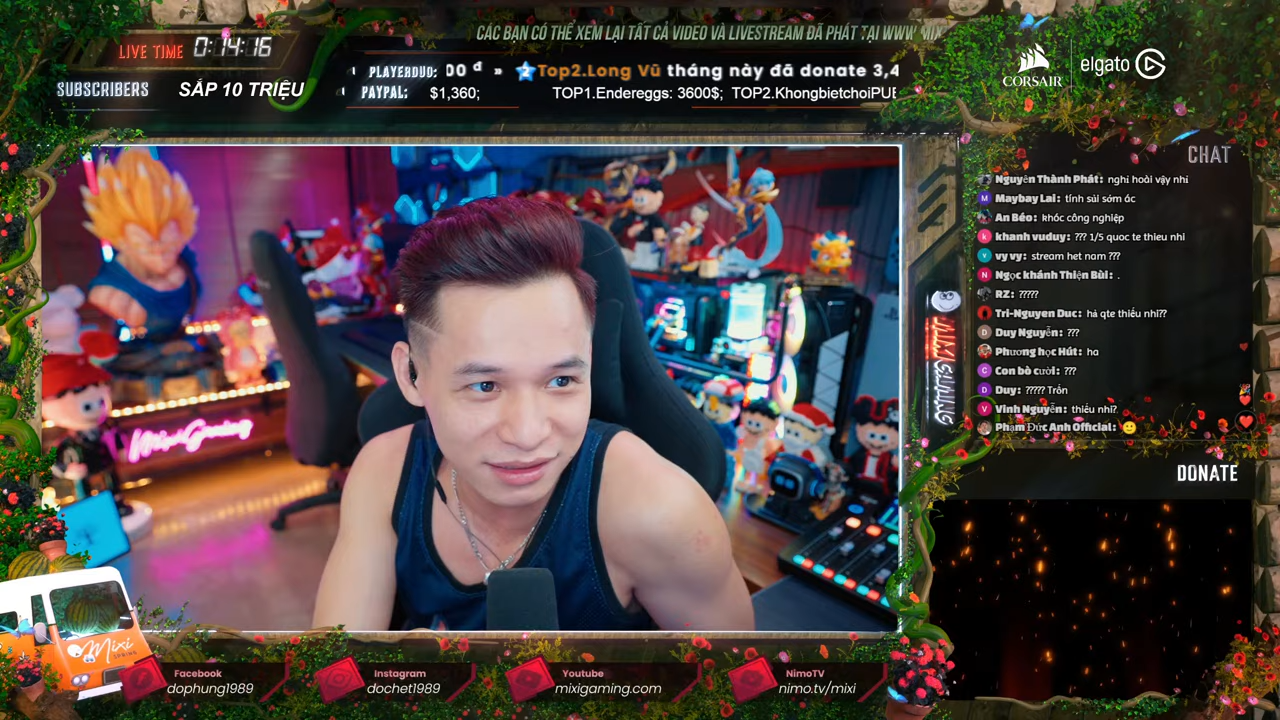 CÁC BẠN CÓ THỂ XEM LẠI TẤT CẢ VIDEO VÀ LIVESTREAM ĐÃ PHÁT TẠI WWW MIX
LIVE TIME 0:14:16
SUBSCRIBERS SẮP 10 TRIỆU
PLAYERDUO: 00 đ » 2 Top2.Long Vũ tháng này đã donate 3,4
PAYPAL: $1,360; TOP1.Endereggs: 3600$; TOP2.KhongbietchoiPUB
CORSAIR elgato
CHAT
Nguyên Thành Phát: nghỉ hoài vậy nhỉ
M Maybay Lai: tính sủi sớm ác
An Béo: khóc công nghiệp
k khanh vuduy: ??? 1/5 quoc te thieu nhi
V vy vy: stream het nam ???
N Ngọc khánh Thiện Bùi: .
RZ: ?????
Tri-Nguyen Duc: há qte thiếu nhi??
D Duy Nguyễn: ???
Phương học Hút: ha
C Con bò cười: ???
D Duy: ????? Trốn
V Vinh Nguyễn: thiếu nhi?
Phạm Đức Anh Official: 🙂
MixiGaming
DONATE
Mixi
Facebook
dophung1989
Instagram
dochet1989
Youtube
mixigaming.com
NimoTV
nimo.tv/mixi